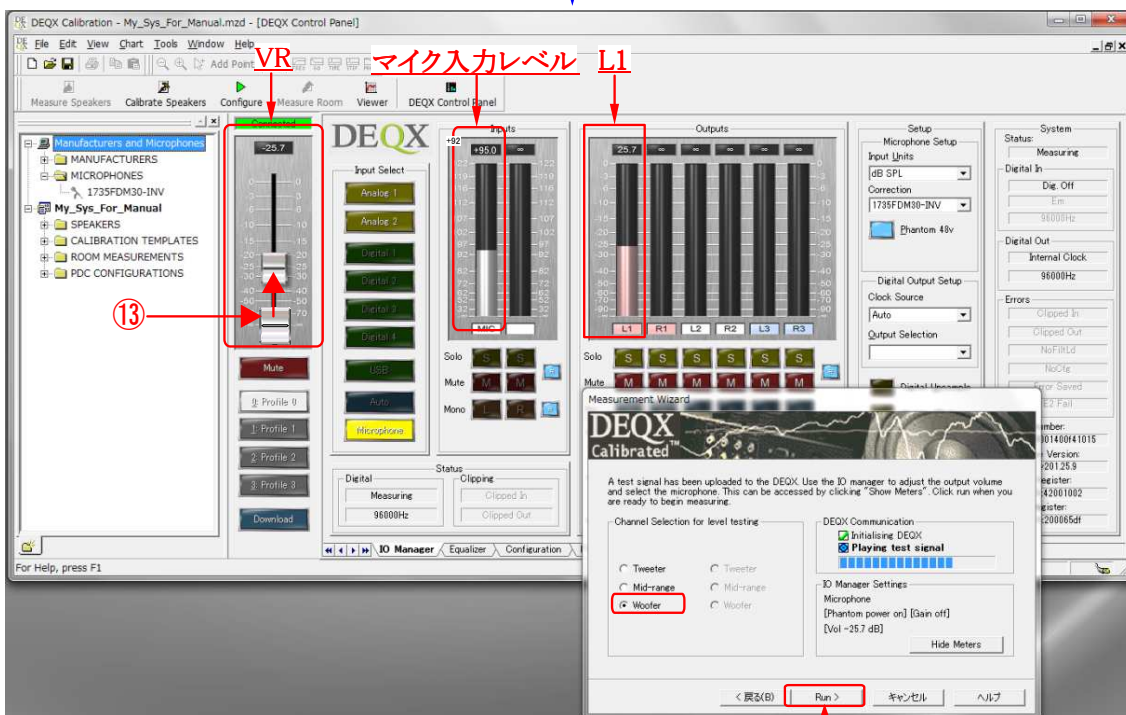 DEQX Calibration - My_Sys_For_Manual.mzd - [DEQX Control Panel]
File Edit View Chart Tools Window Help
Add Point
VR
マイク入力レベル
L1
Measure Speakers
Calibrate Speakers
Configure
Measure Room
Viewer
DEQX Control Panel
Manufacturers and Microphones
MANUFACTURERS
MICROPHONES
1735FDM30-INV
My_Sys_For_Manual
SPEAKERS
CALIBRATION TEMPLATES
ROOM MEASUREMENTS
PDC CONFIGURATIONS
⑬
Connected
-25.7
Mute
0: Profile 0
1: Profile 1
2: Profile 2
3: Profile 3
Download
DEQX
Input Select
Analog 1
Analog 2
Digital 1
Digital 2
Digital 3
Digital 4
USB
Auto
Microphone
Inputs
+92
+95.0 ∞
MIC
Solo S S
Mute M M
Mono L R
Outputs
25.7 ∞ ∞ ∞ ∞ ∞
L1 R1 L2 R2 L3 R3
Solo S S S S S S
Mute M M M M M M
Status
Digital
Measuring
96000Hz
Clipping
Clipped In
Clipped Out
IO Manager
Equalizer
Configuration
Setup
Microphone Setup
Input Units
dB SPL
Correction
1735FDM30-INV
Phantom 48v
Digital Output Setup
Clock Source
Auto
Output Selection
System
Status:
Measuring
Digital In
Dig. Off
Em
96000Hz
Digital Out
Internal Clock
96000Hz
Errors
Clipped In
Clipped Out
NoFiltLd
NoCfg
Error Saved
E2 Fail
For Help, press F1
Measurement Wizard
DEQX
Calibrated™
A test signal has been uploaded to the DEQX. Use the IO manager to adjust the output volume
and select the microphone. This can be accessed by clicking "Show Meters". Click run when you
are ready to begin measuring.
Channel Selection for level testing
Tweeter Tweeter
Mid-range Mid-range
Woofer Woofer
DEQX Communication
Initialising DEQX
Playing test signal
IO Manager Settings
Microphone
[Phantom power on] [Gain off]
[Vol -25.7 dB]
Hide Meters
< 戻る(B)
Run >
キャンセル
ヘルプ